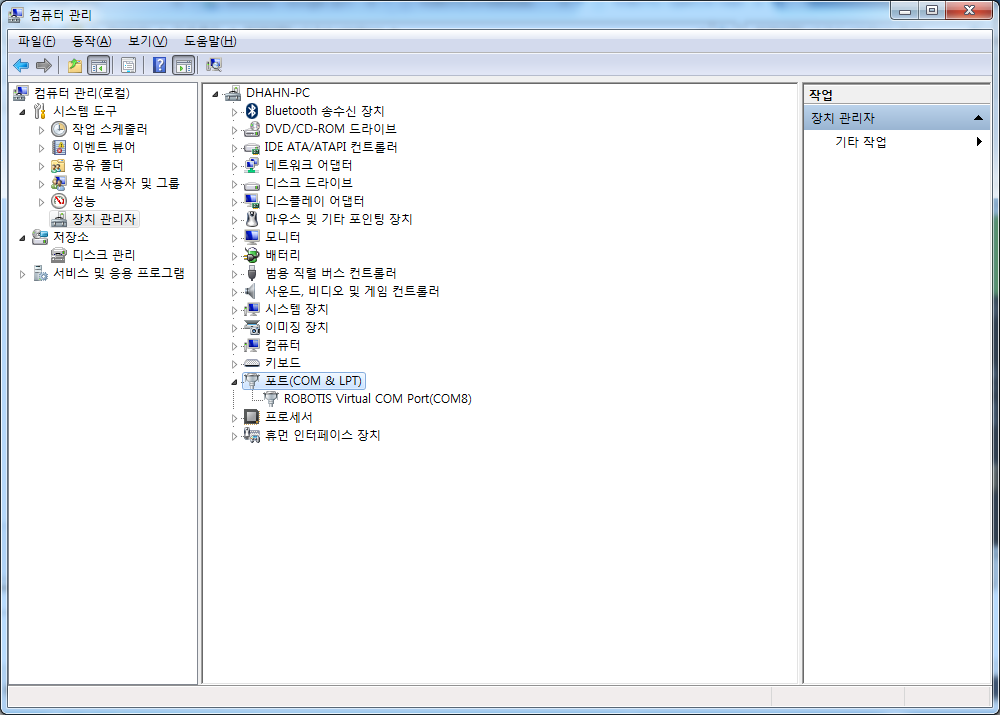 컴퓨터 관리
파일(F) 동작(A) 보기(V) 도움말(H)
컴퓨터 관리(로컬)
시스템 도구
작업 스케줄러
이벤트 뷰어
공유 폴더
로컬 사용자 및 그룹
성능
장치 관리자
저장소
디스크 관리
서비스 및 응용 프로그램
DHAHN-PC
Bluetooth 송수신 장치
DVD/CD-ROM 드라이브
IDE ATA/ATAPI 컨트롤러
네트워크 어댑터
디스크 드라이브
디스플레이 어댑터
마우스 및 기타 포인팅 장치
모니터
배터리
범용 직렬 버스 컨트롤러
사운드, 비디오 및 게임 컨트롤러
시스템 장치
이미징 장치
컴퓨터
키보드
포트(COM & LPT)
ROBOTIS Virtual COM Port(COM8)
프로세서
휴먼 인터페이스 장치
작업
장치 관리자
기타 작업